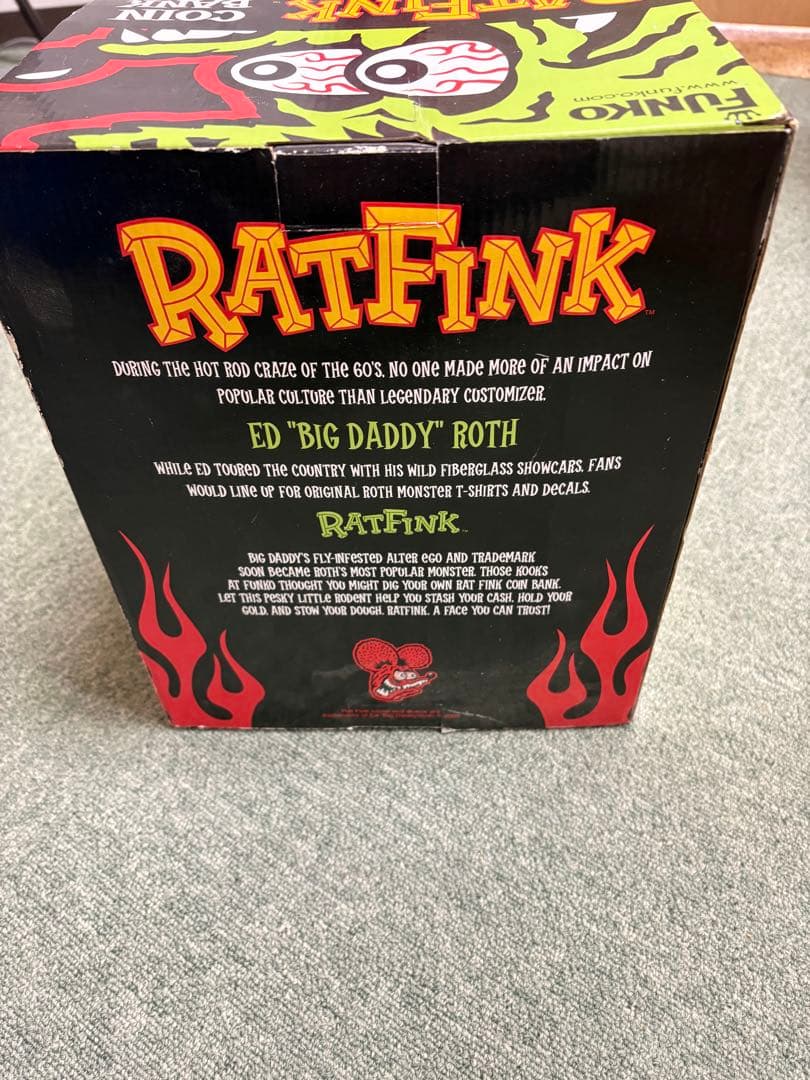 COIN
BANK
RATFINK
FUNKO
www.Funko.com
RATFINK™
DURING THE HOT ROD CRAZE OF THE 60'S, NO ONE MADE MORE OF AN IMPACT ON
POPULAR CULTURE THAN LEGENDARY CUSTOMIZER.
ED "BIG DADDY" ROTH
WHILE ED TOURED THE COUNTRY WITH HIS WILD FIBERGLASS SHOWCARS, FANS
WOULD LINE UP FOR ORIGINAL ROTH MONSTER T-SHIRTS AND DECALS.
RATFINK™
BIG DADDY'S FLY-INFESTED ALTER EGO AND TRADEMARK
SOON BECAME ROTH'S MOST POPULAR MONSTER. THOSE KOOKS
AT FUNKO THOUGHT YOU MIGHT DIG YOUR OWN RAT FINK COIN BANK.
LET THIS PESKY LITTLE RODENT HELP YOU STASH YOUR CASH, HOLD YOUR
GOLD, AND STOW YOUR DOUGH. RATFINK, A FACE YOU CAN TRUST!